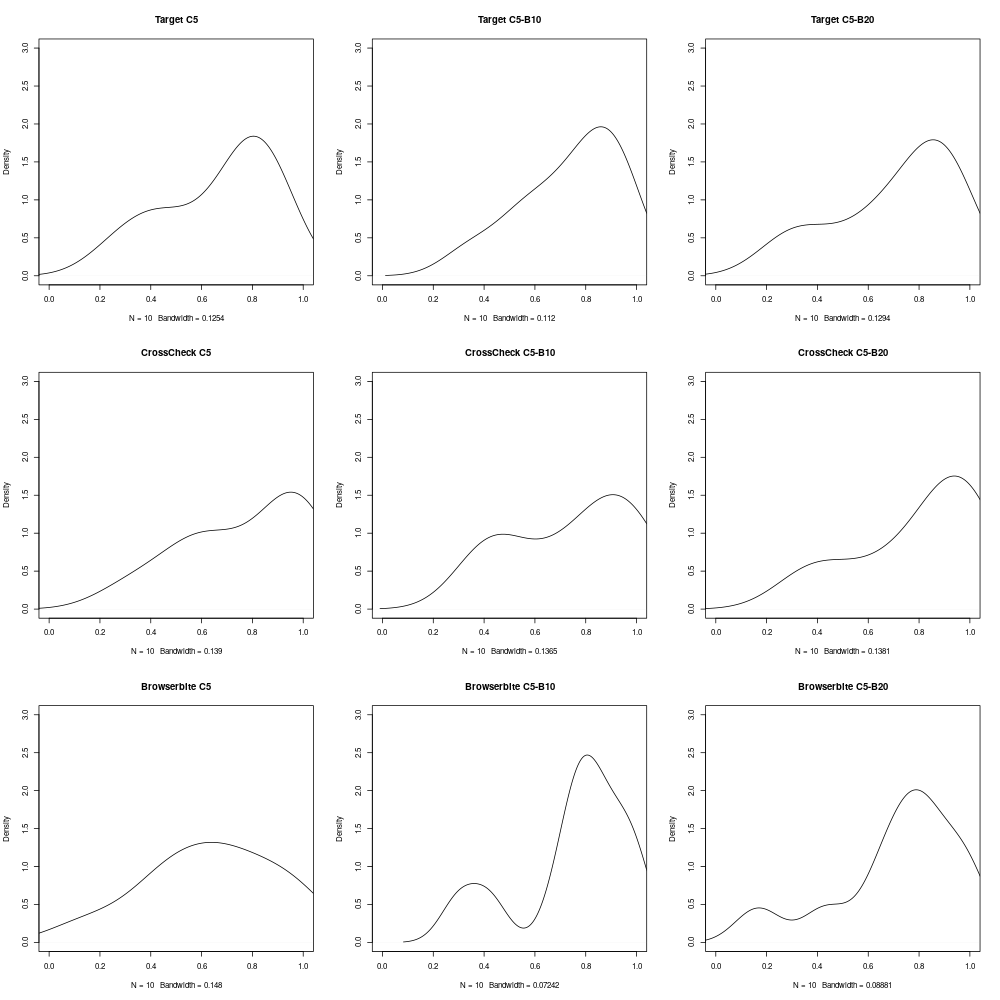 Target C5
Density
0.0 0.5 1.0 1.5 2.0 2.5 3.0
0.0 0.2 0.4 0.6 0.8 1.0
N = 10 Bandwidth = 0.1254
Target C5-B10
Density
0.0 0.5 1.0 1.5 2.0 2.5 3.0
0.0 0.2 0.4 0.6 0.8 1.0
N = 10 Bandwidth = 0.112
Target C5-B20
Density
0.0 0.5 1.0 1.5 2.0 2.5 3.0
0.0 0.2 0.4 0.6 0.8 1.0
N = 10 Bandwidth = 0.1294
CrossCheck C5
Density
0.0 0.5 1.0 1.5 2.0 2.5 3.0
0.0 0.2 0.4 0.6 0.8 1.0
N = 10 Bandwidth = 0.139
CrossCheck C5-B10
Density
0.0 0.5 1.0 1.5 2.0 2.5 3.0
0.0 0.2 0.4 0.6 0.8 1.0
N = 10 Bandwidth = 0.1365
CrossCheck C5-B20
Density
0.0 0.5 1.0 1.5 2.0 2.5 3.0
0.0 0.2 0.4 0.6 0.8 1.0
N = 10 Bandwidth = 0.1381
Browserbite C5
Density
0.0 0.5 1.0 1.5 2.0 2.5 3.0
0.0 0.2 0.4 0.6 0.8 1.0
N = 10 Bandwidth = 0.148
Browserbite C5-B10
Density
0.0 0.5 1.0 1.5 2.0 2.5 3.0
0.0 0.2 0.4 0.6 0.8 1.0
N = 10 Bandwidth = 0.07242
Browserbite C5-B20
Density
0.0 0.5 1.0 1.5 2.0 2.5 3.0
0.0 0.2 0.4 0.6 0.8 1.0
N = 10 Bandwidth = 0.08881